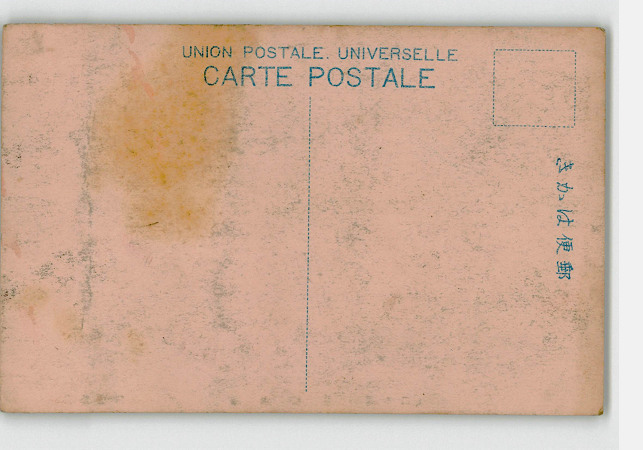 UNION POSTALE. UNIVERSELLE
CARTE POSTALE
郵便はかき